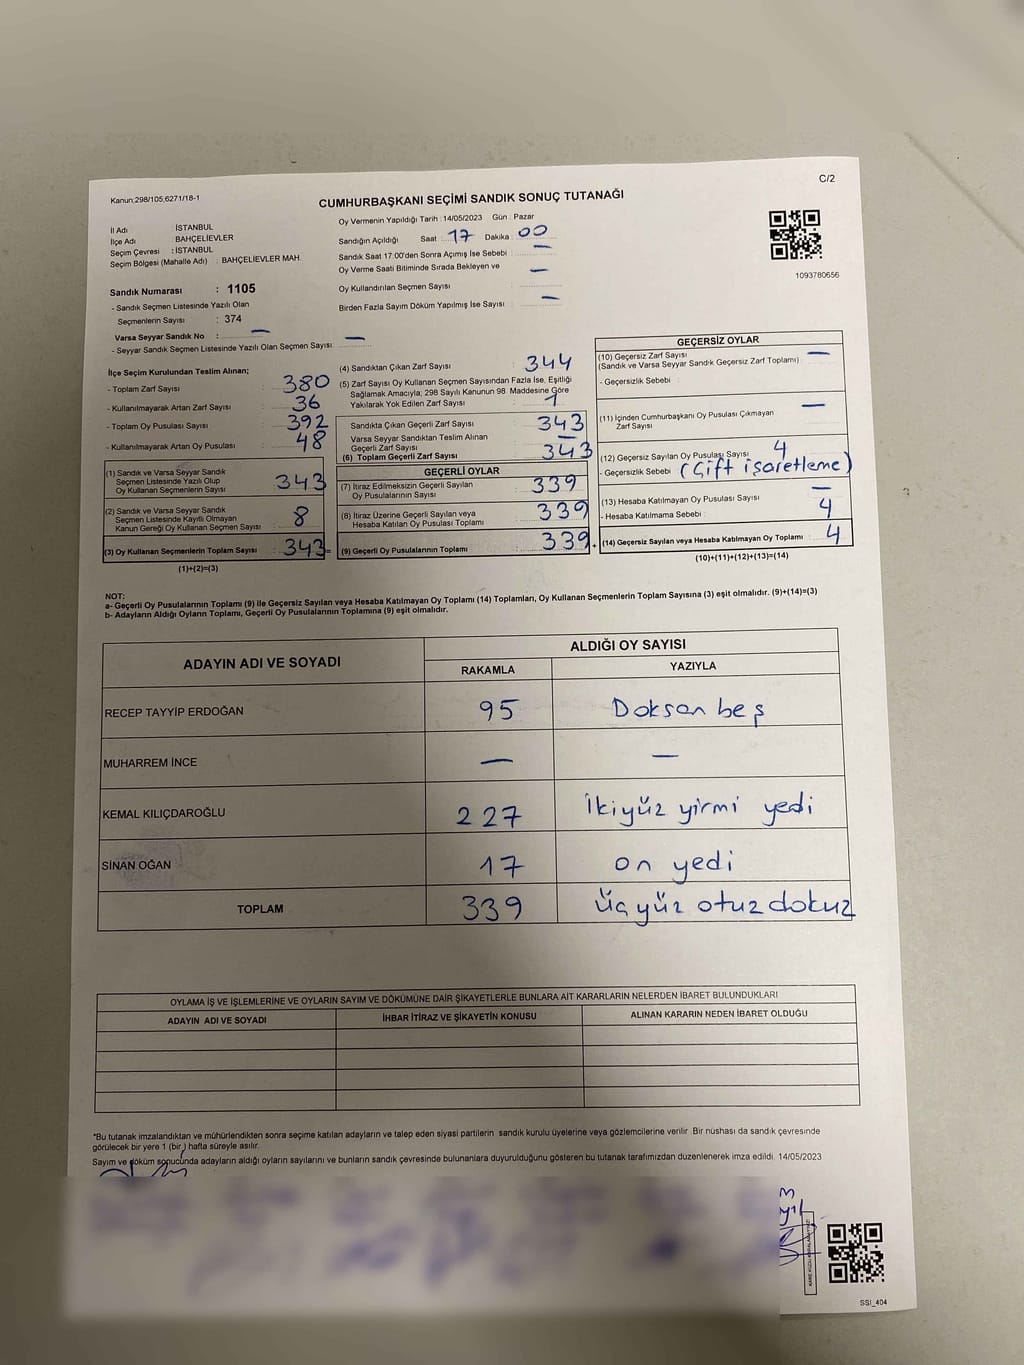 C/2
Kanun;298/105;6271/18-1
CUMHURBAŞKANI SEÇİMİ SANDIK SONUÇ TUTANAĞI
İl Adı : İSTANBUL
İlçe Adı : BAHÇELİEVLER
Seçim Çevresi : İSTANBUL
Seçim Bölgesi (Mahalle Adı) : BAHÇELİEVLER MAH.
Oy Vermenin Yapıldığı Tarih : 14/05/2023 Gün : Pazar
Sandığın Açıldığı Saat : 17 Dakika : 00
Sandık Saat 17:00'den Sonra Açımış İse Sebebi : —
Oy Verme Saati Bitiminde Sırada Bekleyen ve
Oy Kullandırılan Seçmen Sayısı : —
Birden Fazla Sayım Döküm Yapılmış İse Sayısı : —
1093780656
Sandık Numarası : 1105
- Sandık Seçmen Listesinde Yazılı Olan
Seçmenlerin Sayısı : 374
Varsa Seyyar Sandık No : —
- Seyyar Sandık Seçmen Listesinde Yazılı Olan Seçmen Sayısı : —
İlçe Seçim Kurulundan Teslim Alınan;
- Toplam Zarf Sayısı : 380
- Kullanılmayarak Artan Zarf Sayısı : 36
- Toplam Oy Pusulası Sayısı : 392
- Kullanılmayarak Artan Oy Pusulası : 48
(1) Sandık ve Varsa Seyyar Sandık
Seçmen Listesinde Yazılı Olup
Oy Kullanan Seçmenlerin Sayısı : 343
(2) Sandık ve Varsa Seyyar Sandık
Seçmen Listesinde Kayıtlı Olmayan
Kanun Gereği Oy Kullanan Seçmen Sayısı : 8
(3) Oy Kullanan Seçmenlerin Toplam Sayısı : 343 =
(1)+(2)=(3)
(4) Sandıktan Çıkan Zarf Sayısı : 344
(5) Zarf Sayısı Oy Kullanan Seçmen Sayısından Fazla İse, Eşitliği
Sağlamak Amacıyla; 298 Sayılı Kanunun 98. Maddesine Göre
Yakılarak Yok Edilen Zarf Sayısı : 1
Sandıkta Çıkan Geçerli Zarf Sayısı : 343
Varsa Seyyar Sandıktan Teslim Alınan
Geçerli Zarf Sayısı : —
(6) Toplam Geçerli Zarf Sayısı : 343
GEÇERLİ OYLAR
(7) İtiraz Edilmeksizin Geçerli Sayılan
Oy Pusulalarının Sayısı : 339
(8) İtiraz Üzerine Geçerli Sayılan veya
Hesaba Katılan Oy Pusulası Toplamı : 339
(9) Geçerli Oy Pusulalarının Toplamı : 339 +
GEÇERSİZ OYLAR
(10) Geçersiz Zarf Sayısı : —
(Sandık ve Varsa Seyyar Sandık Geçersiz Zarf Toplamı)
- Geçersizlik Sebebi :
(11) İçinden Cumhurbaşkanı Oy Pusulası Çıkmayan
Zarf Sayısı : —
(12) Geçersiz Sayılan Oy Pusulası Sayısı : 4
- Geçersizlik Sebebi : (Çift işaretleme)
(13) Hesaba Katılmayan Oy Pusulası Sayısı : —
- Hesaba Katılmama Sebebi : 4
(14) Geçersiz Sayılan veya Hesaba Katılmayan Oy Toplamı : 4
(10)+(11)+(12)+(13)=(14)
NOT:
a- Geçerli Oy Pusulalarının Toplamı (9) ile Geçersiz Sayılan veya Hesaba Katılmayan Oy Toplamı (14) Toplamları, Oy Kullanan Seçmenlerin Toplam Sayısına (3) eşit olmalıdır. (9)+(14)=(3)
b- Adayların Aldığı Oyların Toplamı, Geçerli Oy Pusulalarının Toplamına (9) eşit olmalıdır.
ADAYIN ADI VE SOYADI ALDIĞI OY SAYISI
RAKAMLA YAZIYLA
RECEP TAYYİP ERDOĞAN 95 Doksan beş
MUHARREM İNCE — —
KEMAL KILIÇDAROĞLU 227 İkiyüz yirmi yedi
SİNAN OĞAN 17 on yedi
TOPLAM 339 Üçyüz otuz dokuz
OYLAMA İŞ VE İŞLEMLERİNE VE OYLARIN SAYIM VE DÖKÜMÜNE DAİR ŞİKAYETLERLE BUNLARA AİT KARARLARIN NELERDEN İBARET BULUNDUKLARI
ADAYIN ADI VE SOYADI İHBAR İTİRAZ VE ŞİKAYETİN KONUSU ALINAN KARARIN NEDEN İBARET OLDUĞU
*Bu tutanak imzalandıktan ve mühürlendikten sonra seçime katılan adayların ve talep eden siyasi partilerin sandık kurulu üyelerine veya gözlemcilerine verilir. Bir nüshası da sandık çevresinde
görülecek bir yere 1 (bir) hafta süreyle asılır.
Sayım ve döküm sonucunda adayların aldığı oyların sayılarını ve bunların sandık çevresinde bulunanlara duyurulduğunu gösteren bu tutanak tarafımızdan düzenlenerek imza edildi. 14/05/2023
SSI_404